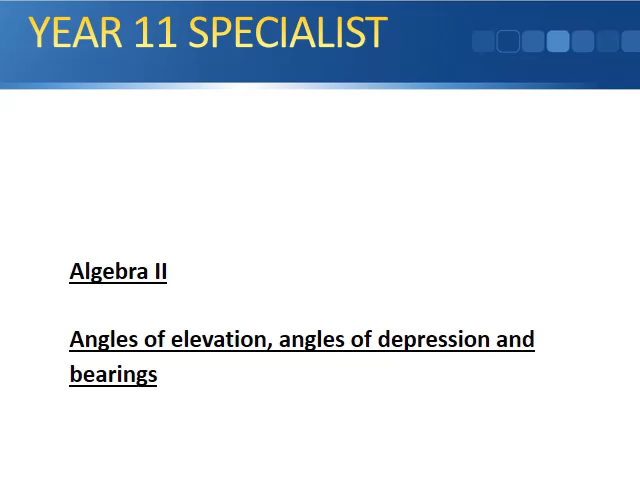 YEAR 11 SPECIALIST
Algebra II
Angles of elevation, angles of depression and
bearings